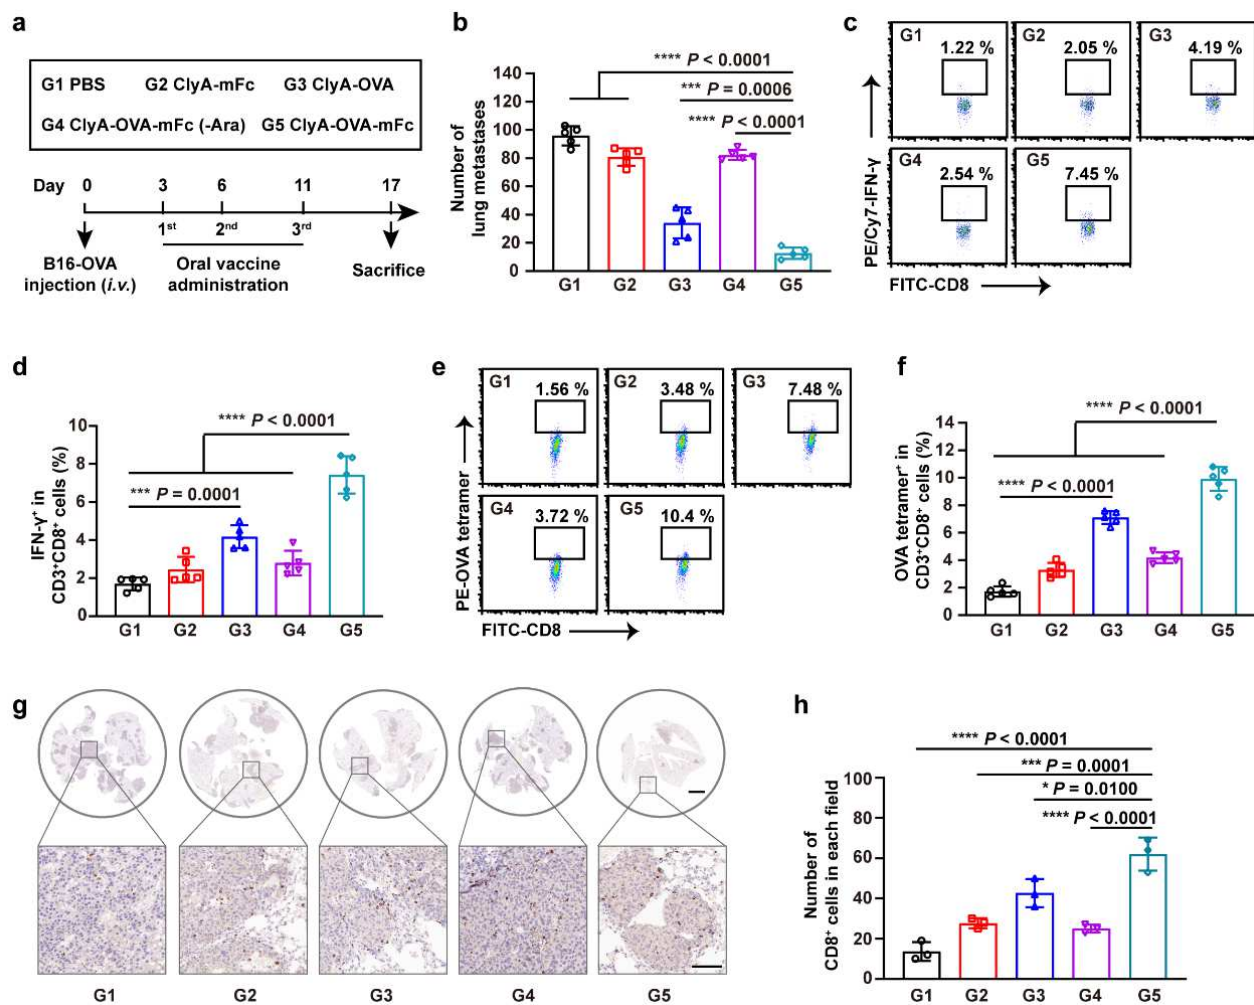 a
G1 PBS G2 ClyA-mFc G3 ClyA-OVA
G4 ClyA-OVA-mFc (-Ara) G5 ClyA-OVA-mFc
Day 0 3 6 11 17
1st 2nd 3rd
B16-OVA
injection (i.v.)
Oral vaccine
administration
Sacrifice
b
**** P < 0.0001
*** P = 0.0006
**** P < 0.0001
Number of
lung metastases
140
120
100
80
60
40
20
0
G1 G2 G3 G4 G5
c
G1 1.22 %
G2 2.05 %
G3 4.19 %
G4 2.54 %
G5 7.45 %
PE/Cy7-IFN-γ
FITC-CD8
d
**** P < 0.0001
*** P = 0.0001
IFN-γ+ in
CD3+CD8+ cells (%)
10
8
6
4
2
0
G1 G2 G3 G4 G5
e
G1 1.56 %
G2 3.48 %
G3 7.48 %
G4 3.72 %
G5 10.4 %
PE-OVA tetramer
FITC-CD8
f
**** P < 0.0001
**** P < 0.0001
OVA tetramer+ in
CD3+CD8+ cells (%)
14
12
10
8
6
4
2
0
G1 G2 G3 G4 G5
g
G1 G2 G3 G4 G5
h
**** P < 0.0001
*** P = 0.0001
* P = 0.0100
**** P < 0.0001
Number of
CD8+ cells in each field
100
80
60
40
20
0
G1 G2 G3 G4 G5